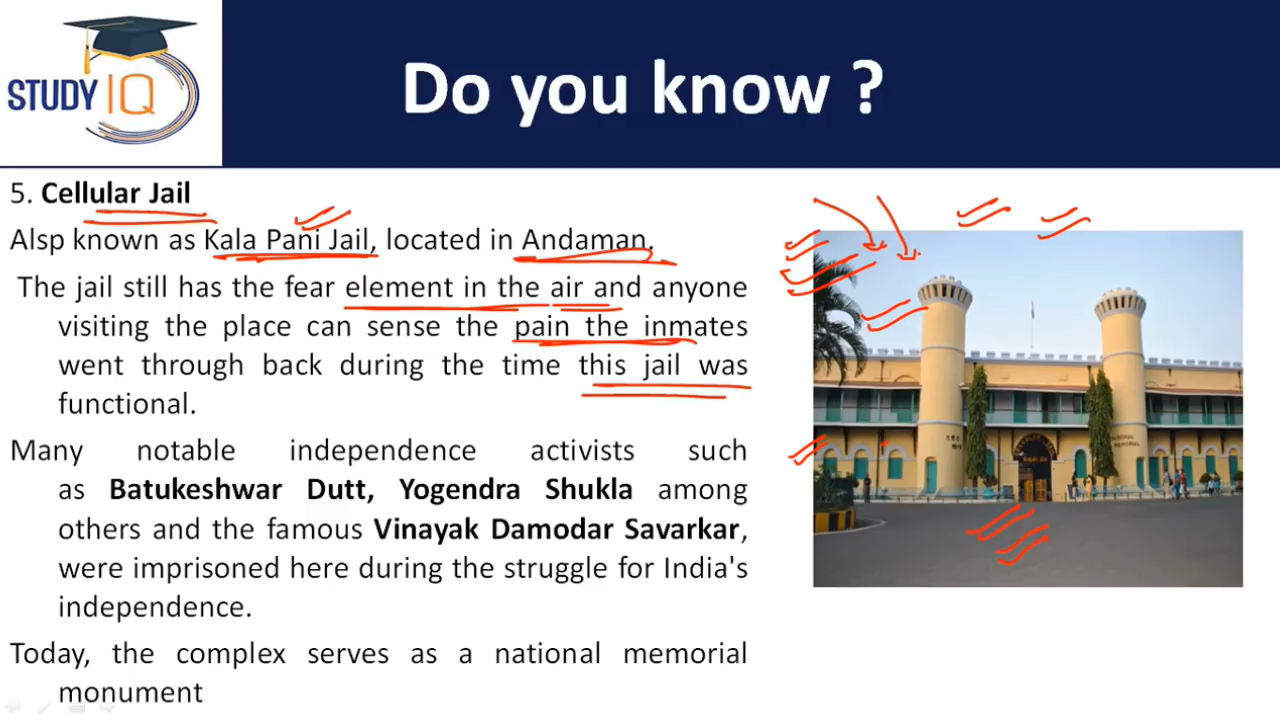 STUDY IQ
Do you know ?
5. Cellular Jail
Alsp known as Kala Pani Jail, located in Andaman.
The jail still has the fear element in the air and anyone
visiting the place can sense the pain the inmates
went through back during the time this jail was
functional.
Many notable independence activists such
as Batukeshwar Dutt, Yogendra Shukla among
others and the famous Vinayak Damodar Savarkar,
were imprisoned here during the struggle for India's
independence.
Today, the complex serves as a national memorial
monument
NATIONAL
MEMORIAL